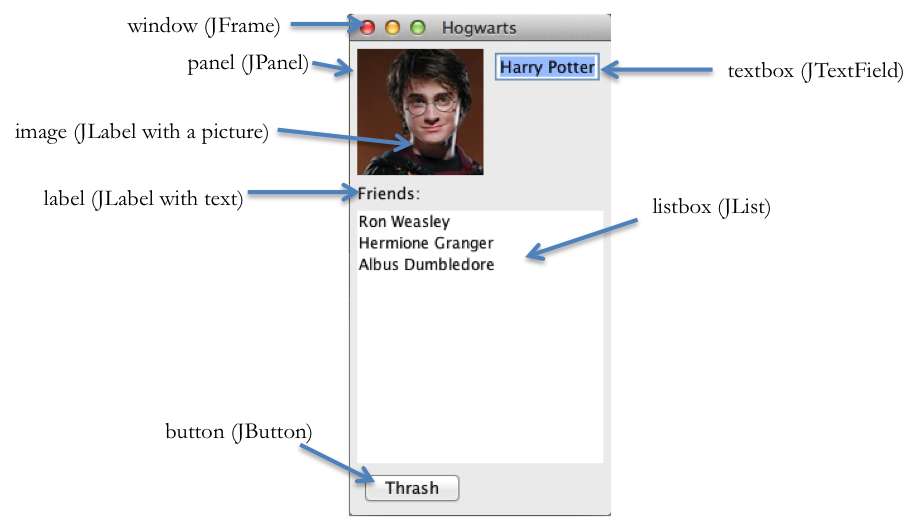 window (JFrame)
Hogwarts
panel (JPanel)
Harry Potter
textbox (JTextField)
image (JLabel with a picture)
label (JLabel with text)
Friends:
listbox (JList)
Ron Weasley
Hermione Granger
Albus Dumbledore
button (JButton)
Thrash